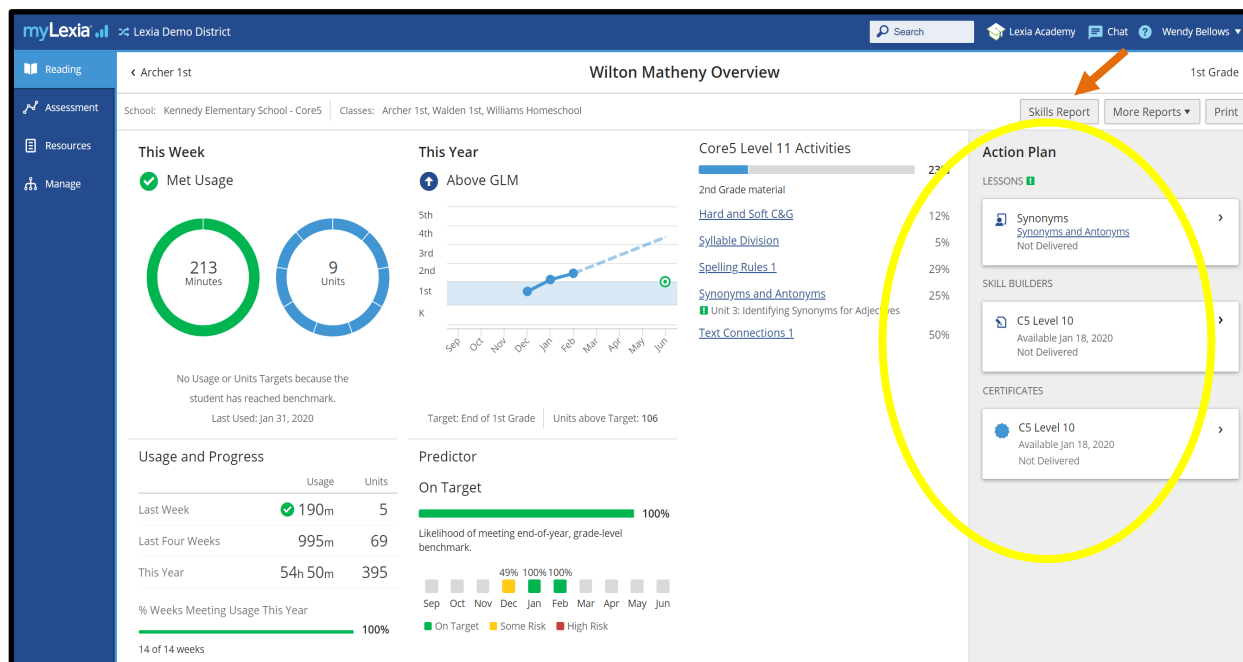 myLexia
Lexia Demo District
Search
Lexia Academy
Chat
?
Wendy Bellows
Reading
Assessment
Resources
Manage
‹ Archer 1st
Wilton Matheny Overview
1st Grade
School: Kennedy Elementary School - Core5
Classes: Archer 1st, Walden 1st, Williams Homeschool
Skills Report
More Reports
Print
This Week
Met Usage
213
Minutes
9
Units
No Usage or Units Targets because the
student has reached benchmark.
Last Used: Jan 31, 2020
This Year
Above GLM
5th
4th
3rd
2nd
1st
K
Sep Oct Nov Dec Jan Feb Mar Apr May Jun
Target: End of 1st Grade
Units above Target: 106
Core5 Level 11 Activities
23%
2nd Grade material
Hard and Soft C&G 12%
Syllable Division 5%
Spelling Rules 1 29%
Synonyms and Antonyms 25%
Unit 3: Identifying Synonyms for Adjectives
Text Connections 1 50%
Action Plan
LESSONS
Synonyms
Synonyms and Antonyms
Not Delivered
SKILL BUILDERS
C5 Level 10
Available Jan 18, 2020
Not Delivered
CERTIFICATES
C5 Level 10
Available Jan 18, 2020
Not Delivered
Usage and Progress
Usage Units
Last Week 190m 5
Last Four Weeks 995m 69
This Year 54h 50m 395
% Weeks Meeting Usage This Year
100%
14 of 14 weeks
Predictor
On Target
100%
Likelihood of meeting end-of-year, grade-level
benchmark.
49% 100% 100%
Sep Oct Nov Dec Jan Feb Mar Apr May Jun
On Target Some Risk High Risk